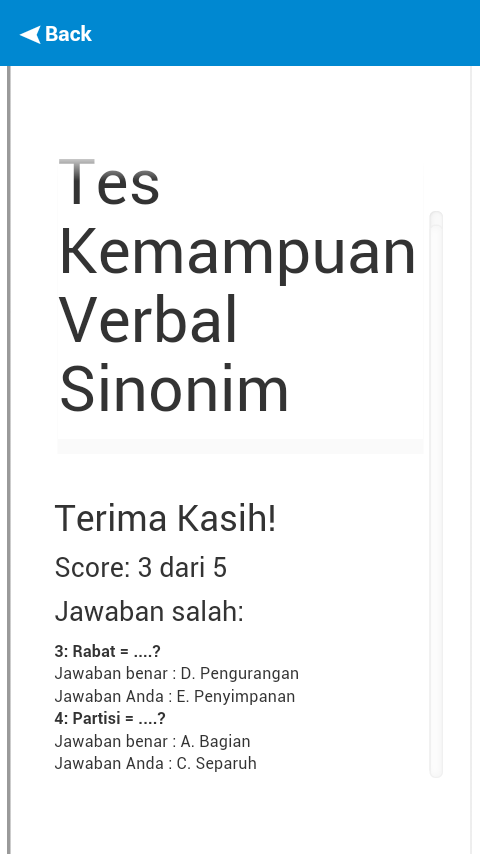 Back
Tes
Kemampuan
Verbal
Sinonim
Terima Kasih!
Score: 3 dari 5
Jawaban salah:
3: Rabat = ....?
Jawaban benar : D. Pengurangan
Jawaban Anda : E. Penyimpanan
4: Partisi = ....?
Jawaban benar : A. Bagian
Jawaban Anda : C. Separuh